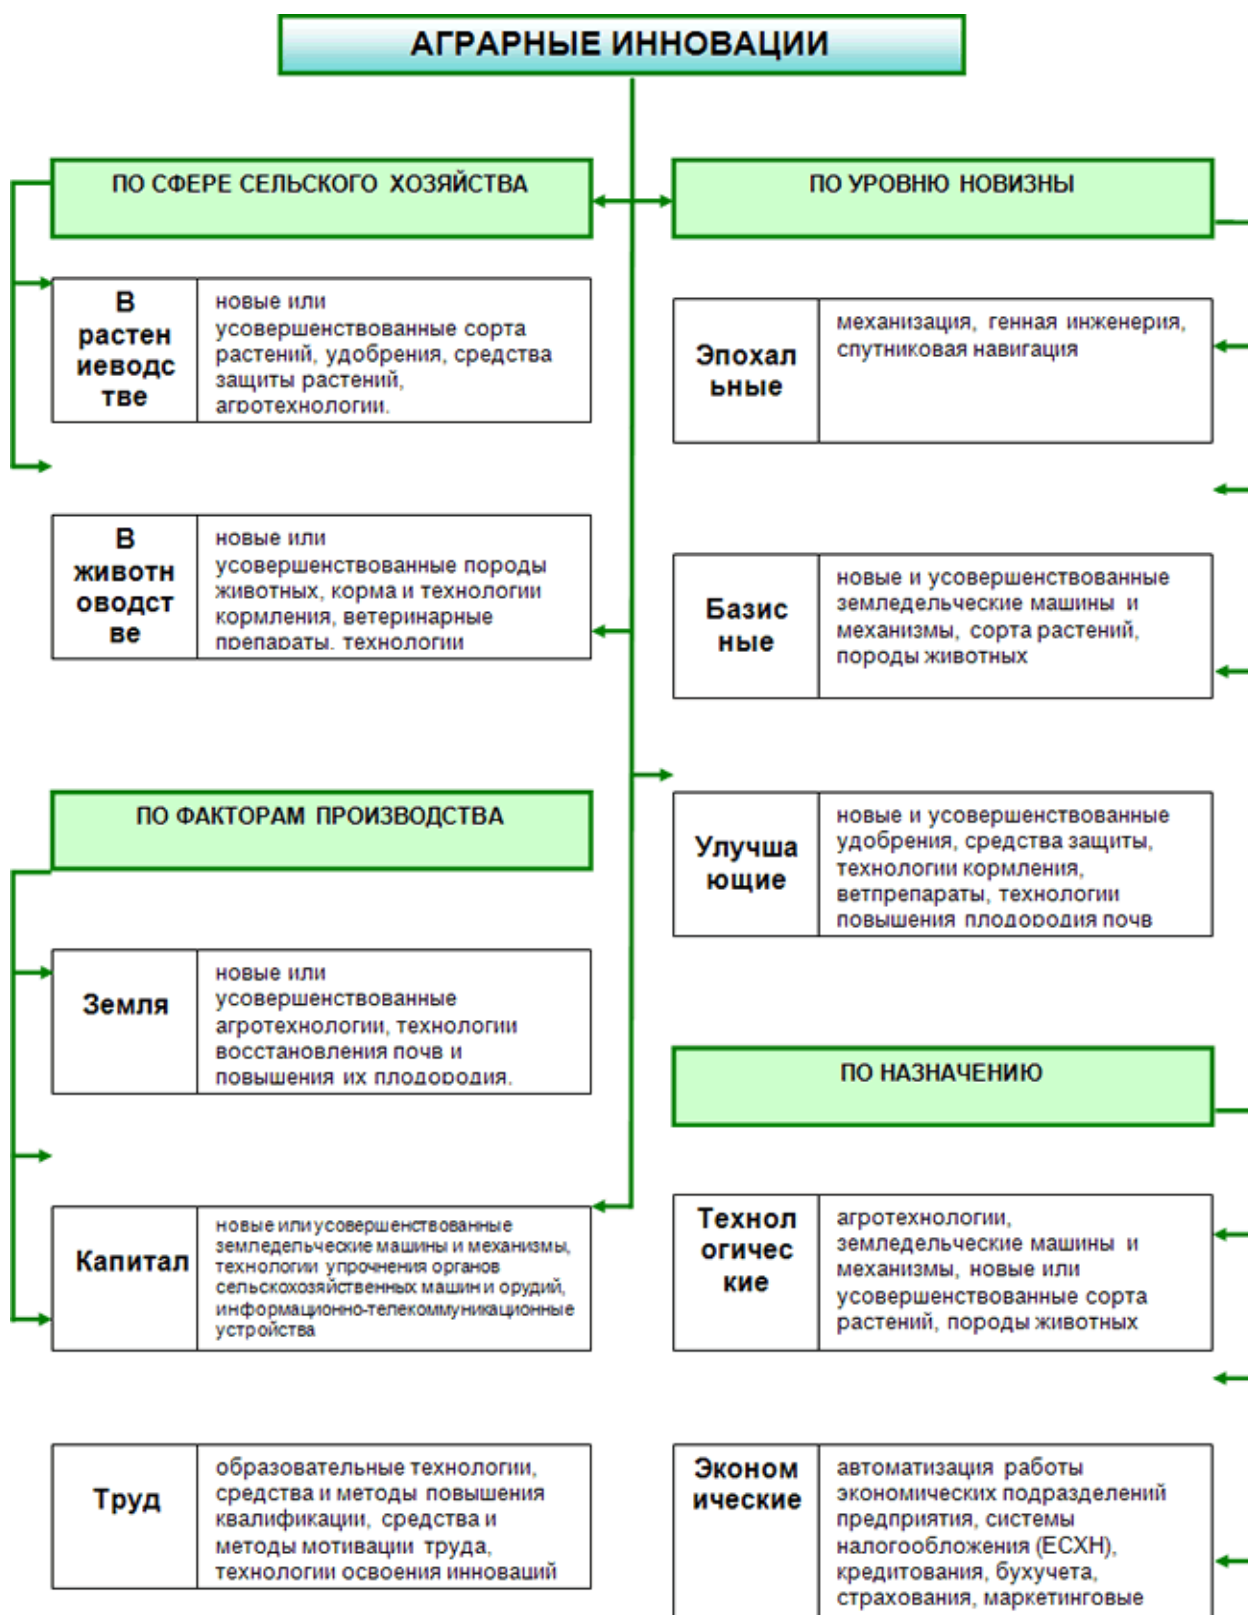 АГРАРНЫЕ ИННОВАЦИИ
ПО СФЕРЕ СЕЛЬСКОГО ХОЗЯЙСТВА
В
растен
иеводс
тве
новые или
усовершенствованные сорта
растений, удобрения, средства
защиты растений,
агротехнологии.
В
животн
оводст
ве
новые или
усовершенствованные породы
животных, корма и технологии
кормления, ветеринарные
препараты, технологии
ПО ФАКТОРАМ ПРОИЗВОДСТВА
Земля
новые или
усовершенствованные
агротехнологии, технологии
восстановления почв и
повышения их плодородия.
Капитал
новые или усовершенствованные
земледельческие машины и механизмы,
технологии упрочнения органов
сельскохозяйственных машин и орудий,
информационно-телекоммуникационные
устройства
Труд
образовательные технологии,
средства и методы повышения
квалификации, средства и
методы мотивации труда,
технологии освоения инноваций
ПО УРОВНЮ НОВИЗНЫ
Эпохал
ьные
механизация, генная инженерия,
спутниковая навигация
Базис
ные
новые и усовершенствованные
земледельческие машины и
механизмы, сорта растений,
породы животных
Улучша
ющие
новые и усовершенствованные
удобрения, средства защиты,
технологии кормления,
ветпрепараты, технологии
повышения плодородия почв
ПО НАЗНАЧЕНИЮ
Технол
огичес
кие
агротехнологии,
земледельческие машины и
механизмы, новые или
усовершенствованные сорта
растений, породы животных
Эконом
ические
автоматизация работы
экономических подразделений
предприятия, системы
налогообложения (ЕСХН),
кредитования, бухучета,
страхования, маркетинговые